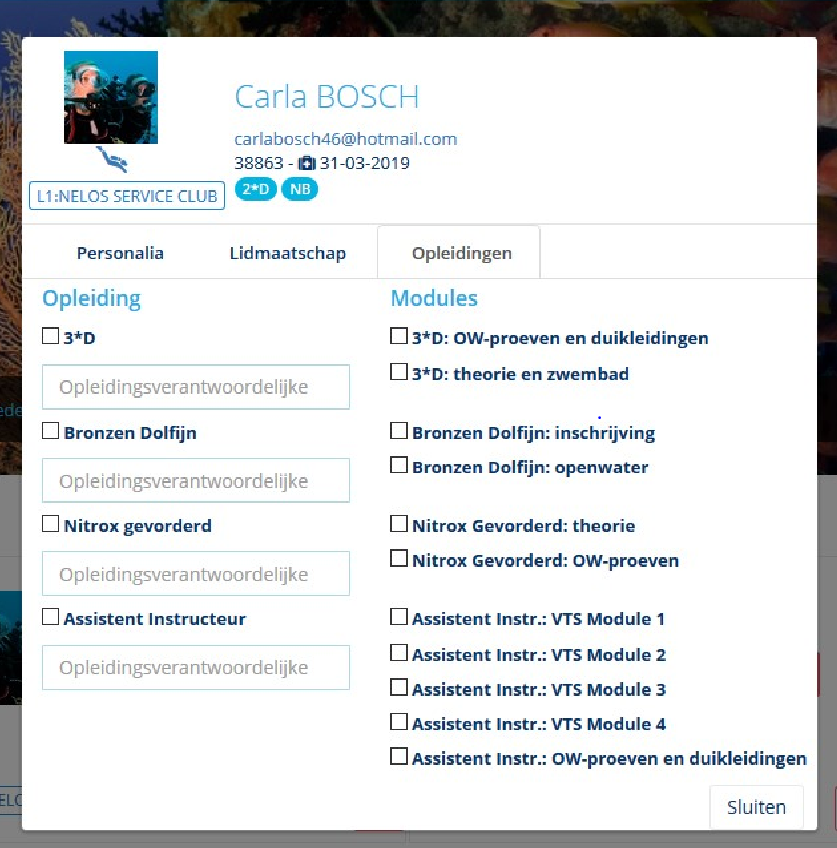 Carla BOSCH
carlabosch46@hotmail.com
38863 - 31-03-2019
L1:NELOS SERVICE CLUB
2*D NB
Personalia Lidmaatschap Opleidingen
Opleiding
3*D
Opleidingsverantwoordelijke
Bronzen Dolfijn
Opleidingsverantwoordelijke
Nitrox gevorderd
Opleidingsverantwoordelijke
Assistent Instructeur
Opleidingsverantwoordelijke
Modules
3*D: OW-proeven en duikleidingen
3*D: theorie en zwembad
Bronzen Dolfijn: inschrijving
Bronzen Dolfijn: openwater
Nitrox Gevorderd: theorie
Nitrox Gevorderd: OW-proeven
Assistent Instr.: VTS Module 1
Assistent Instr.: VTS Module 2
Assistent Instr.: VTS Module 3
Assistent Instr.: VTS Module 4
Assistent Instr.: OW-proeven en duikleidingen
Sluiten